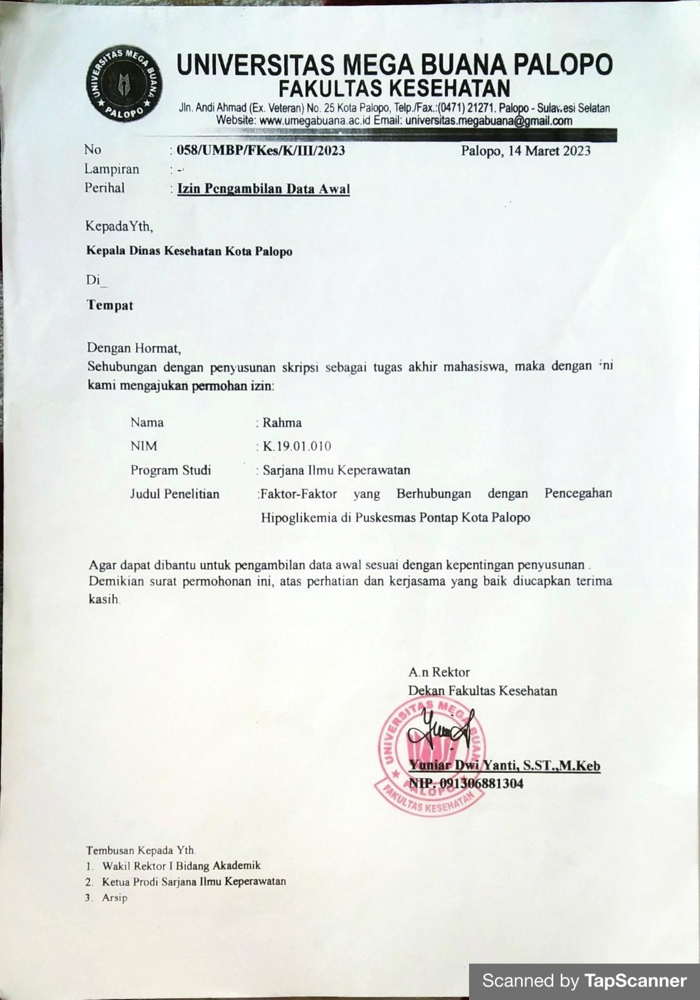 UNIVERSITAS MEGA BUANA
PALOPO
UNIVERSITAS MEGA BUANA PALOPO
FAKULTAS KESEHATAN
Jln. Andi Ahmad (Ex. Veteran) No. 25 Kota Palopo, Telp./Fax.:(0471) 21271. Palopo - Sulawesi Selatan
Website: www.umegabuana.ac.id Email: universitas.megabuana@gmail.com
No : 058/UMBP/FKes/K/III/2023 Palopo, 14 Maret 2023
Lampiran : -
Perihal : Izin Pengambilan Data Awal
Kepada Yth,
Kepala Dinas Kesehatan Kota Palopo
Di_
Tempat
Dengan Hormat,
Sehubungan dengan penyusunan skripsi sebagai tugas akhir mahasiswa, maka dengan ini
kami mengajukan permohan izin:
Nama : Rahma
NIM : K.19.01.010
Program Studi : Sarjana Ilmu Keperawatan
Judul Penelitian :Faktor-Faktor yang Berhubungan dengan Pencegahan
Hipoglikemia di Puskesmas Pontap Kota Palopo
Agar dapat dibantu untuk pengambilan data awal sesuai dengan kepentingan penyusunan .
Demikian surat permohonan ini, atas perhatian dan kerjasama yang baik diucapkan terima
kasih.
A.n Rektor
Dekan Fakultas Kesehatan
UNIVERSITAS MEGA BUANA
PALOPO
FAKULTAS KESEHATAN
Yuniar Dwi Yanti, S.ST.,M.Keb
NIP. 091306881304
Tembusan Kepada Yth.
1. Wakil Rektor I Bidang Akademik
2. Ketua Prodi Sarjana Ilmu Keperawatan
3. Arsip
Scanned by TapScanner